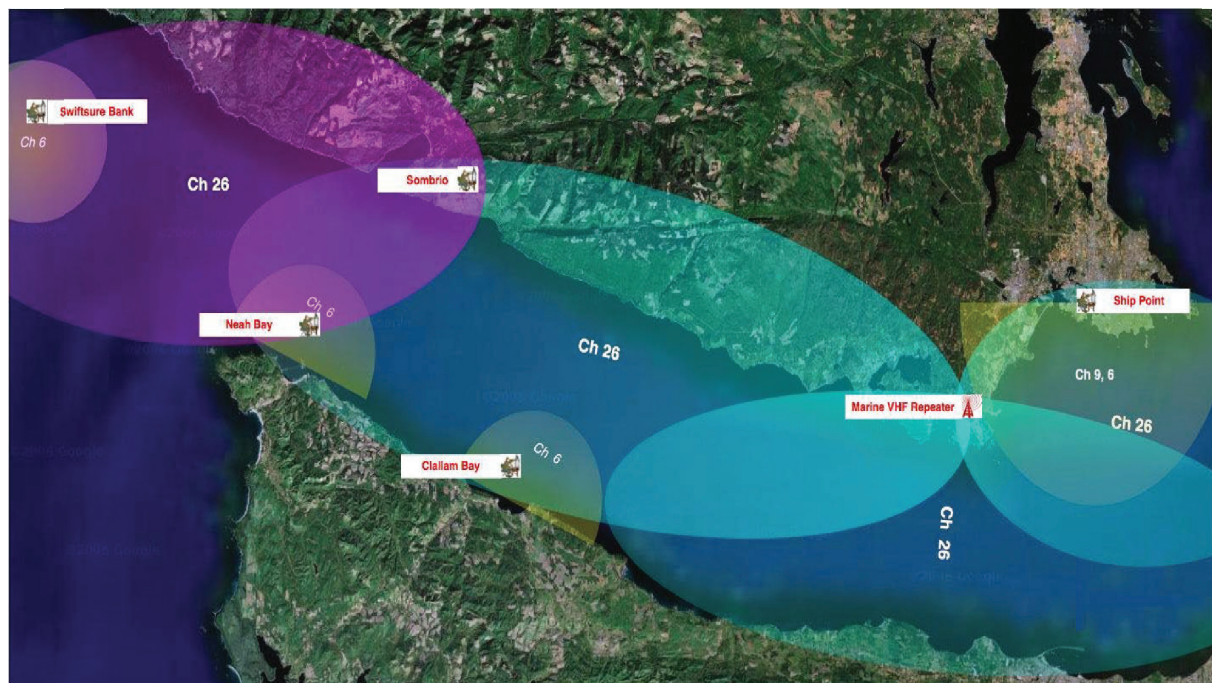 Swiftsure Bank
Ch 6
Ch 26
Sombrio
Neah Bay
Ch 6
Ch 26
Clallam Bay
Ch 6
Marine VHF Repeater
Ship Point
Ch 9, 6
Ch 26
Ch 26